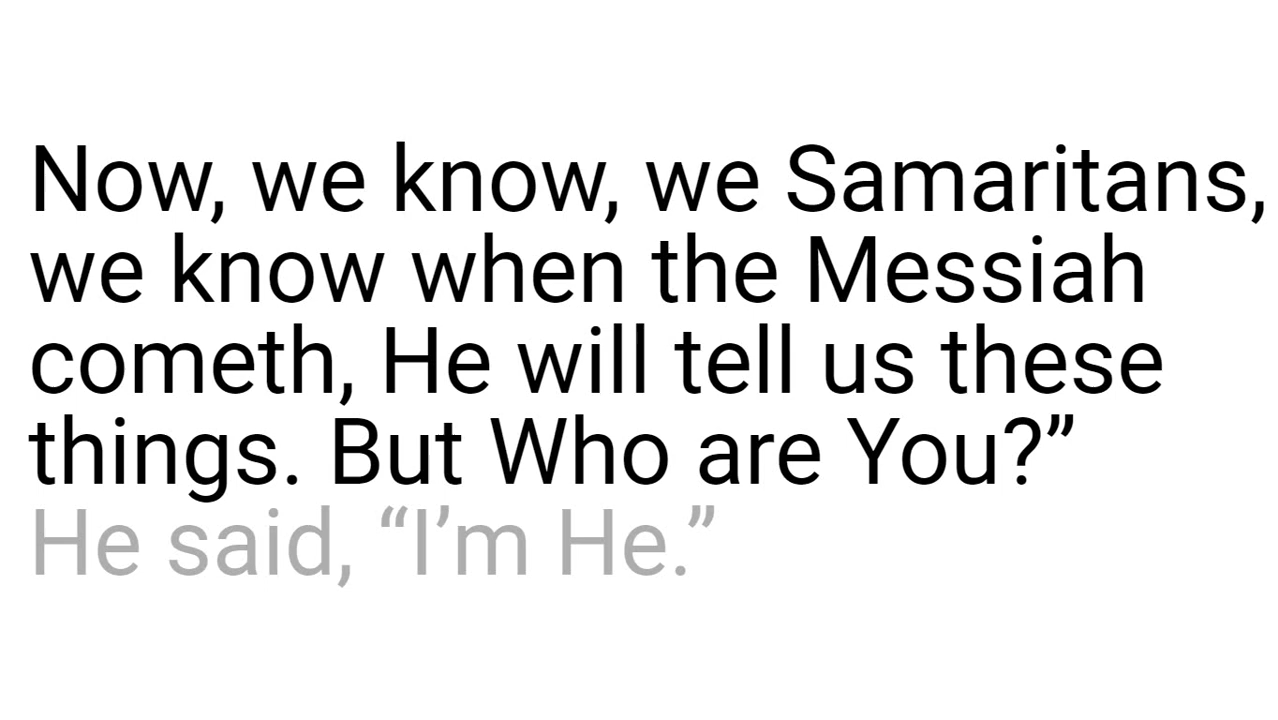 Now, we know, we Samaritans,
we know when the Messiah
cometh, He will tell us these
things. But Who are You?”
He said, “I’m He.”